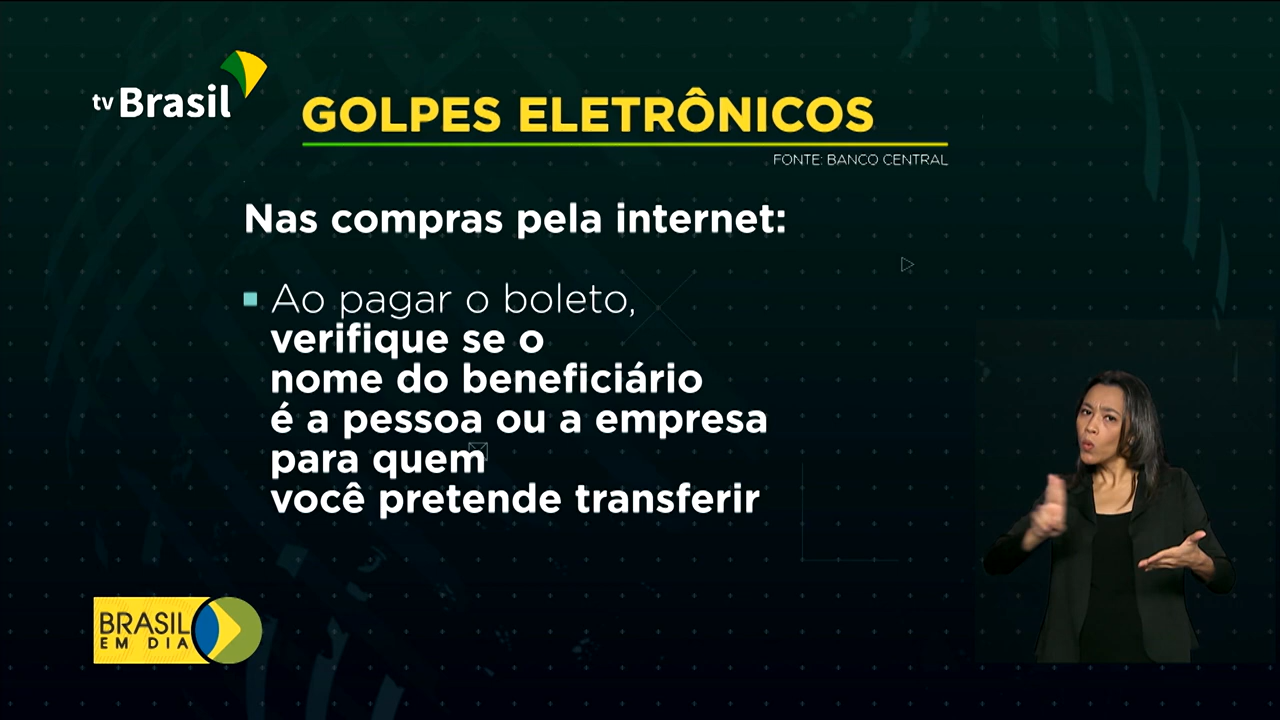 tv Brasil
GOLPES ELETRÔNICOS
FONTE: BANCO CENTRAL
Nas compras pela internet:
Ao pagar o boleto,
verifique se o
nome do beneficiário
é a pessoa ou a empresa
para quem
você pretende transferir
BRASIL
EM DIA